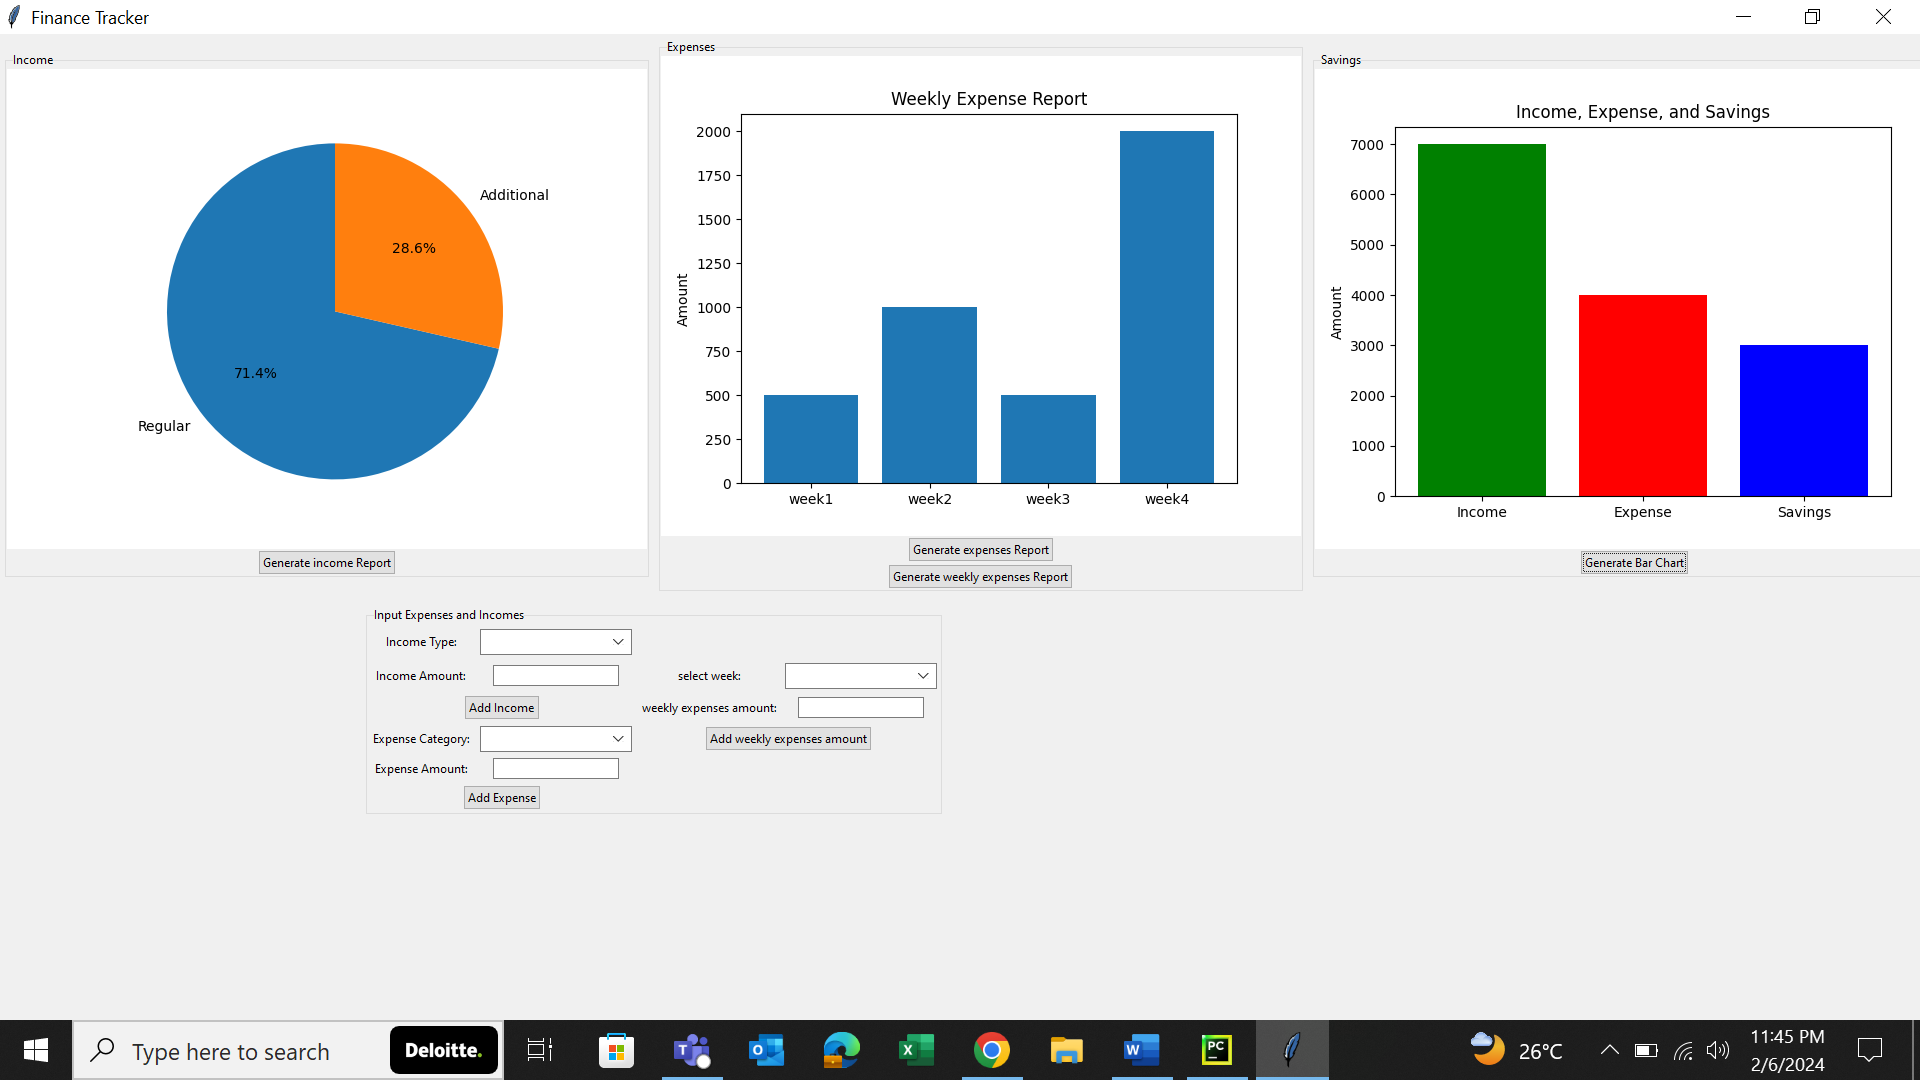 Finance Tracker
Income
Additional
28.6%
71.4%
Regular
Generate income Report
Expenses
Weekly Expense Report
Amount
2000
1750
1500
1250
1000
750
500
250
0
week1 week2 week3 week4
Generate expenses Report
Generate weekly expenses Report
Savings
Income, Expense, and Savings
Amount
7000
6000
5000
4000
3000
2000
1000
0
Income Expense Savings
Generate Bar Chart
Input Expenses and Incomes
Income Type:
Income Amount:
Add Income
Expense Category:
Expense Amount:
Add Expense
select week:
weekly expenses amount:
Add weekly expenses amount
Type here to search
Deloitte.
T
O
X
W
PC
26°C
11:45 PM
2/6/2024